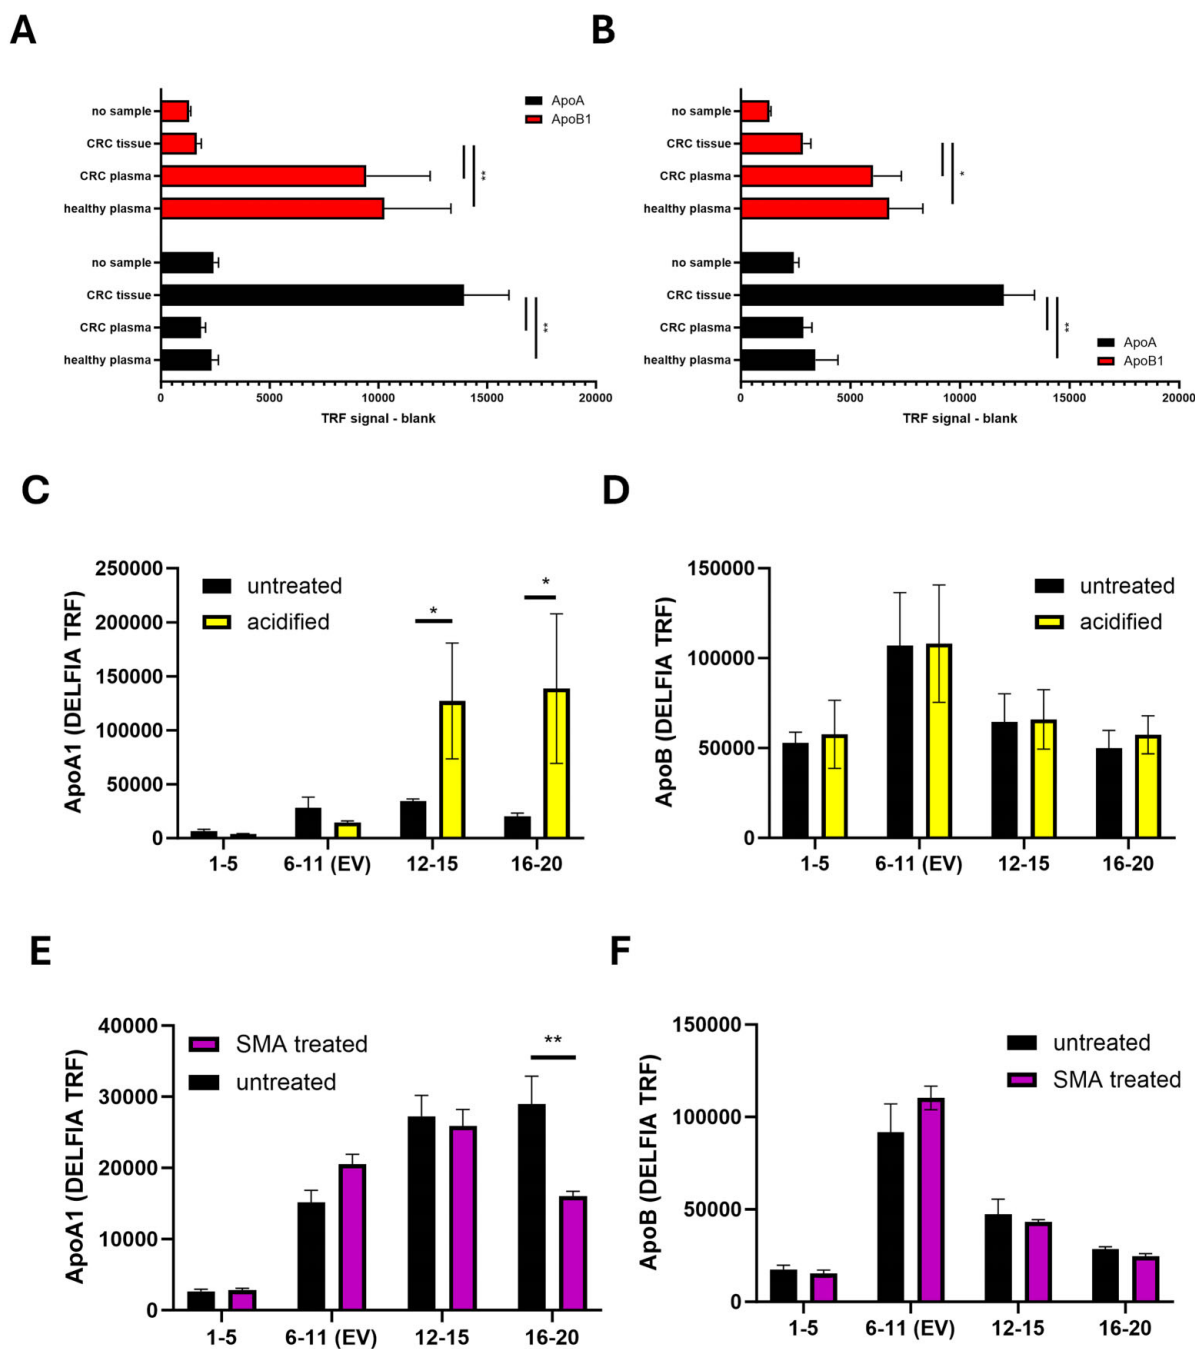 A
B
ApoA
ApoB1
no sample
CRC tissue
CRC plasma
healthy plasma
**
no sample
CRC tissue
CRC plasma
healthy plasma
**
0 5000 10000 15000 20000
TRF signal - blank
no sample
CRC tissue
CRC plasma
healthy plasma
*
no sample
CRC tissue
CRC plasma
healthy plasma
**
ApoA
ApoB1
0 5000 10000 15000 20000
TRF signal - blank
C
ApoA1 (DELFIA TRF)
250000
200000
150000
100000
50000
0
untreated
acidified
*
*
1-5 6-11 (EV) 12-15 16-20
D
ApoB (DELFIA TRF)
150000
100000
50000
0
untreated
acidified
1-5 6-11 (EV) 12-15 16-20
E
ApoA1 (DELFIA TRF)
40000
30000
20000
10000
0
SMA treated
untreated
**
1-5 6-11 (EV) 12-15 16-20
F
ApoB (DELFIA TRF)
150000
100000
50000
0
untreated
SMA treated
1-5 6-11 (EV) 12-15 16-20